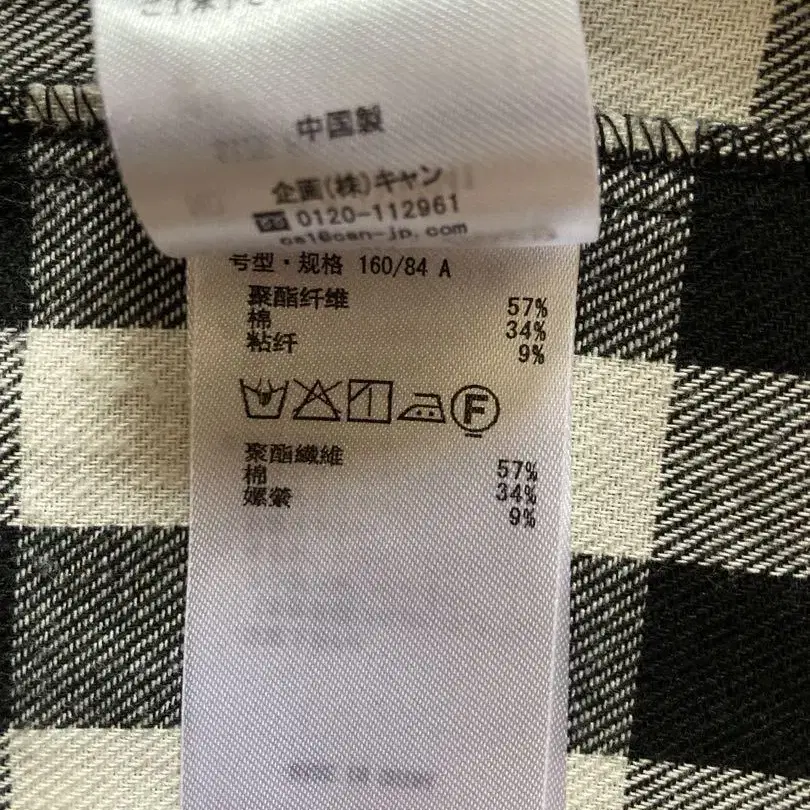 中国製
企画(株)キャン
0120-112961
ca1@can-jp.com
号型·规格 160/84 A
聚酯纤维 57%
棉 34%
粘纤 9%
F
聚酯纖維 57%
棉 34%
嫘縈 9%